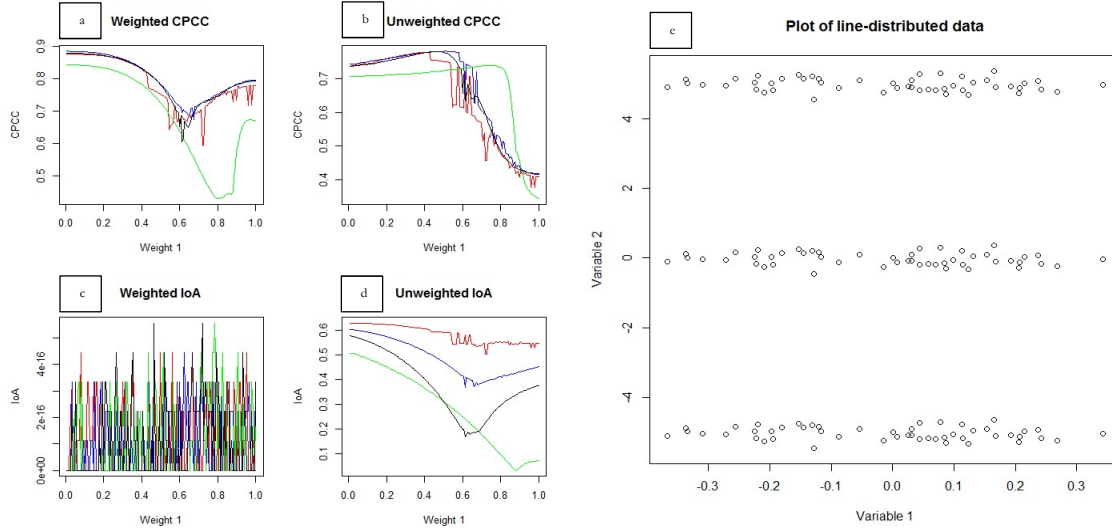 a
Weighted CPCC
CPCC
0.5 0.6 0.7 0.8 0.9
0.0 0.2 0.4 0.6 0.8 1.0
Weight 1
b
Unweighted CPCC
CPCC
0.4 0.5 0.6 0.7
0.0 0.2 0.4 0.6 0.8 1.0
Weight 1
c
Weighted IoA
IoA
0e+00 2e-16 4e-16
0.0 0.2 0.4 0.6 0.8 1.0
Weight 1
d
Unweighted IoA
IoA
0.1 0.2 0.3 0.4 0.5 0.6
0.0 0.2 0.4 0.6 0.8 1.0
Weight 1
e
Plot of line-distributed data
Variable 2
-4 -2 0 2 4
-0.3 -0.2 -0.1 0.0 0.1 0.2 0.3
Variable 1